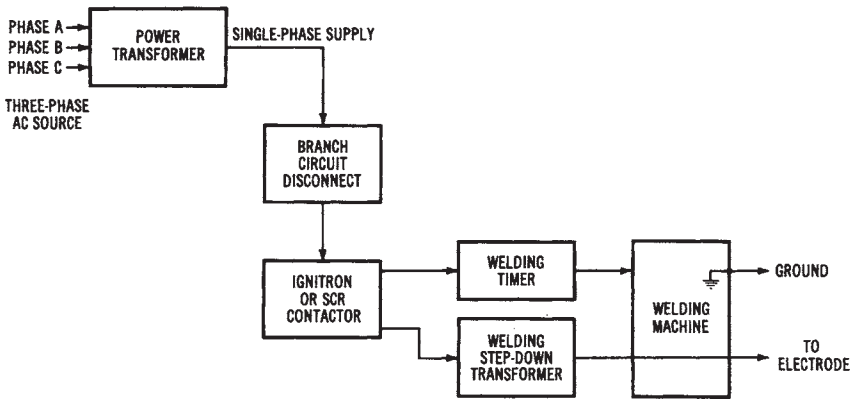 PHASE A
PHASE B
PHASE C
THREE-PHASE
AC SOURCE
POWER
TRANSFORMER
SINGLE-PHASE SUPPLY
BRANCH
CIRCUIT
DISCONNECT
IGNITRON
OR SCR
CONTACTOR
WELDING
TIMER
WELDING
STEP-DOWN
TRANSFORMER
WELDING
MACHINE
GROUND
TO
ELECTRODE